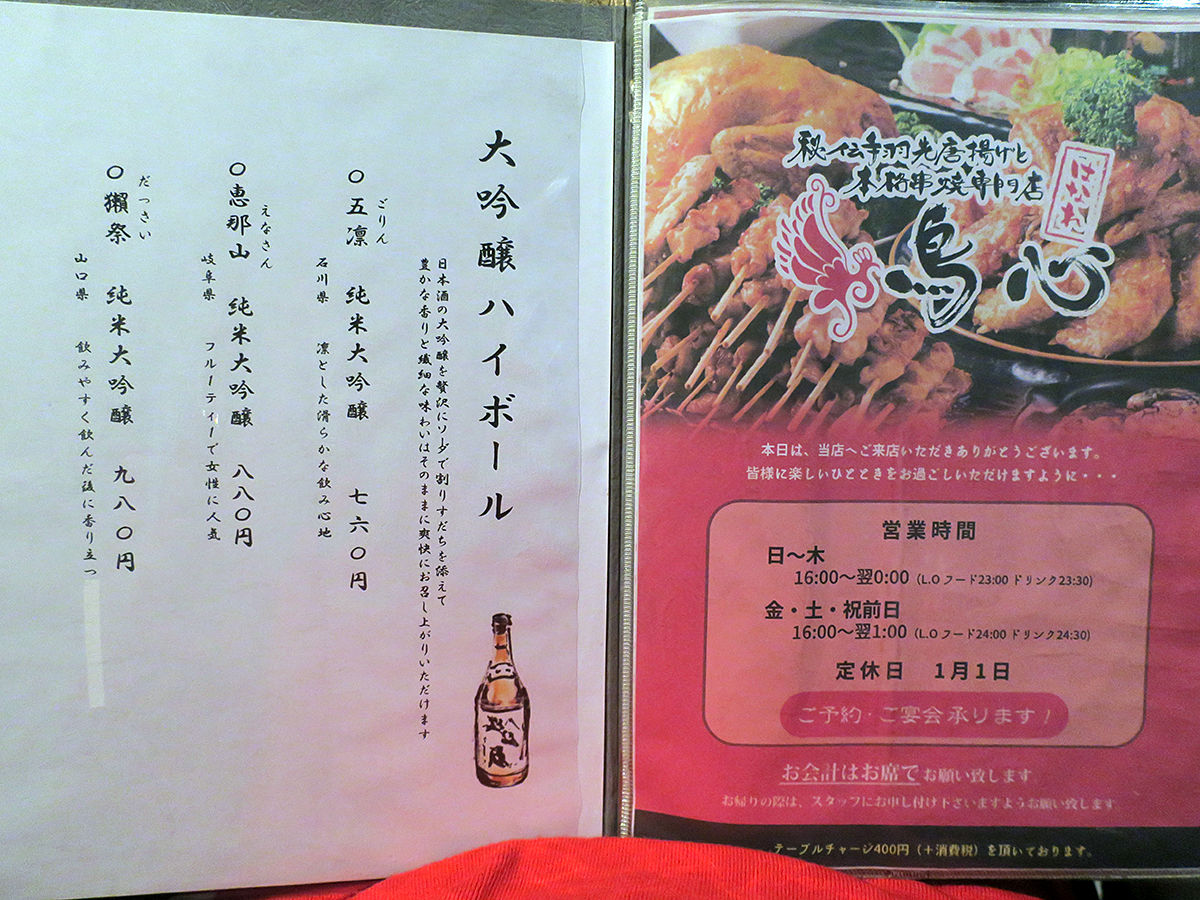 大吟醸ハイボール
日本酒の大吟醸を贅沢にソーダで割りすだちを添えて
豊かな香りと繊細な味わいはそのままに爽快にお召し上がりいただけます
ごりん
○五凛 純米大吟醸 七六〇円
石川県 凛とした滑らかな飲み心地
えなさん
○恵那山 純米大吟醸 八八〇円
岐阜県 フルーティーで女性に人気
だっさい
○獺祭 純米大吟醸 九八〇円
山口県 飲みやすく飲んだ後に香り立つ
秘伝手羽先唐揚げと
本格串焼専門店
はなれ
鳥心
本日は、当店へご来店いただきありがとうございます。
皆様に楽しいひとときをお過ごしいただけますように・・・
営業時間
日～木
16:00～翌0:00 (L.O フード23:00 ドリンク23:30)
金・土・祝前日
16:00～翌1:00 (L.O フード24:00 ドリンク24:30)
定休日 1月1日
ご予約・ご宴会承ります!
お会計はお席でお願い致します
お帰りの際は、スタッフにお申し付け下さいますようお願い致します
テーブルチャージ400円（＋消費税）を頂いております。